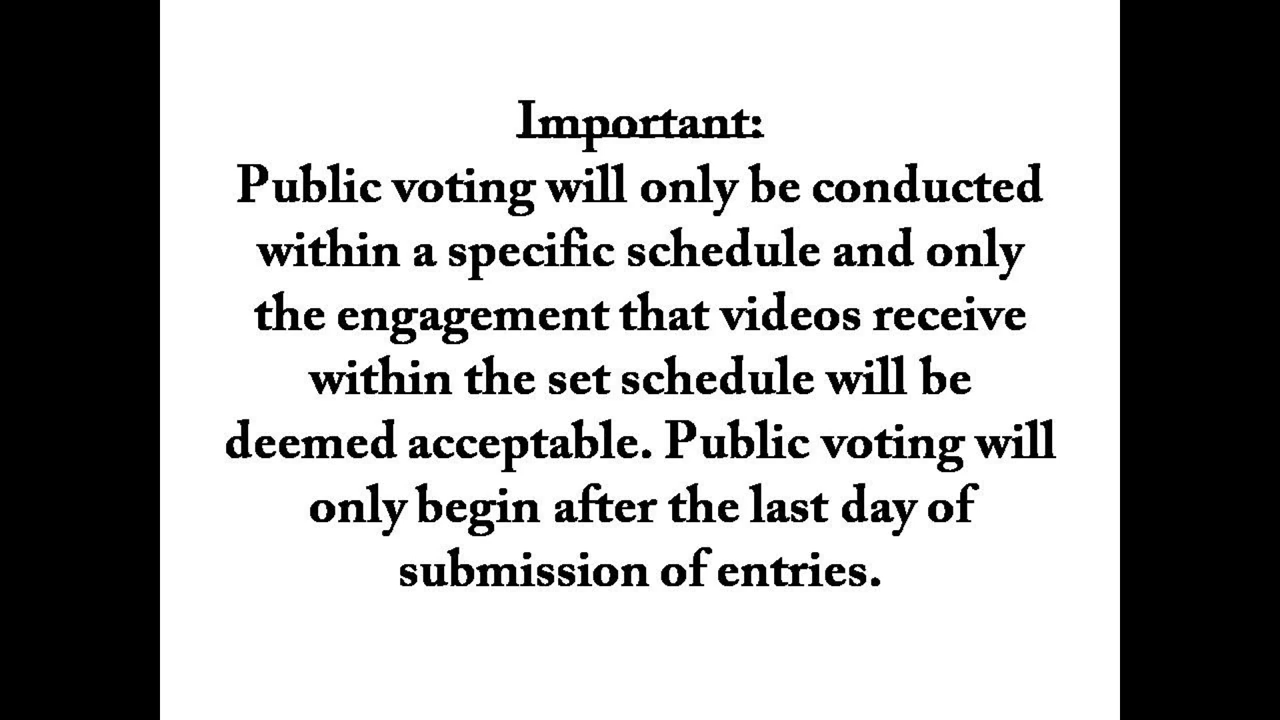 Important:
Public voting will only be conducted
within a specific schedule and only
the engagement that videos receive
within the set schedule will be
deemed acceptable. Public voting will
only begin after the last day of
submission of entries.